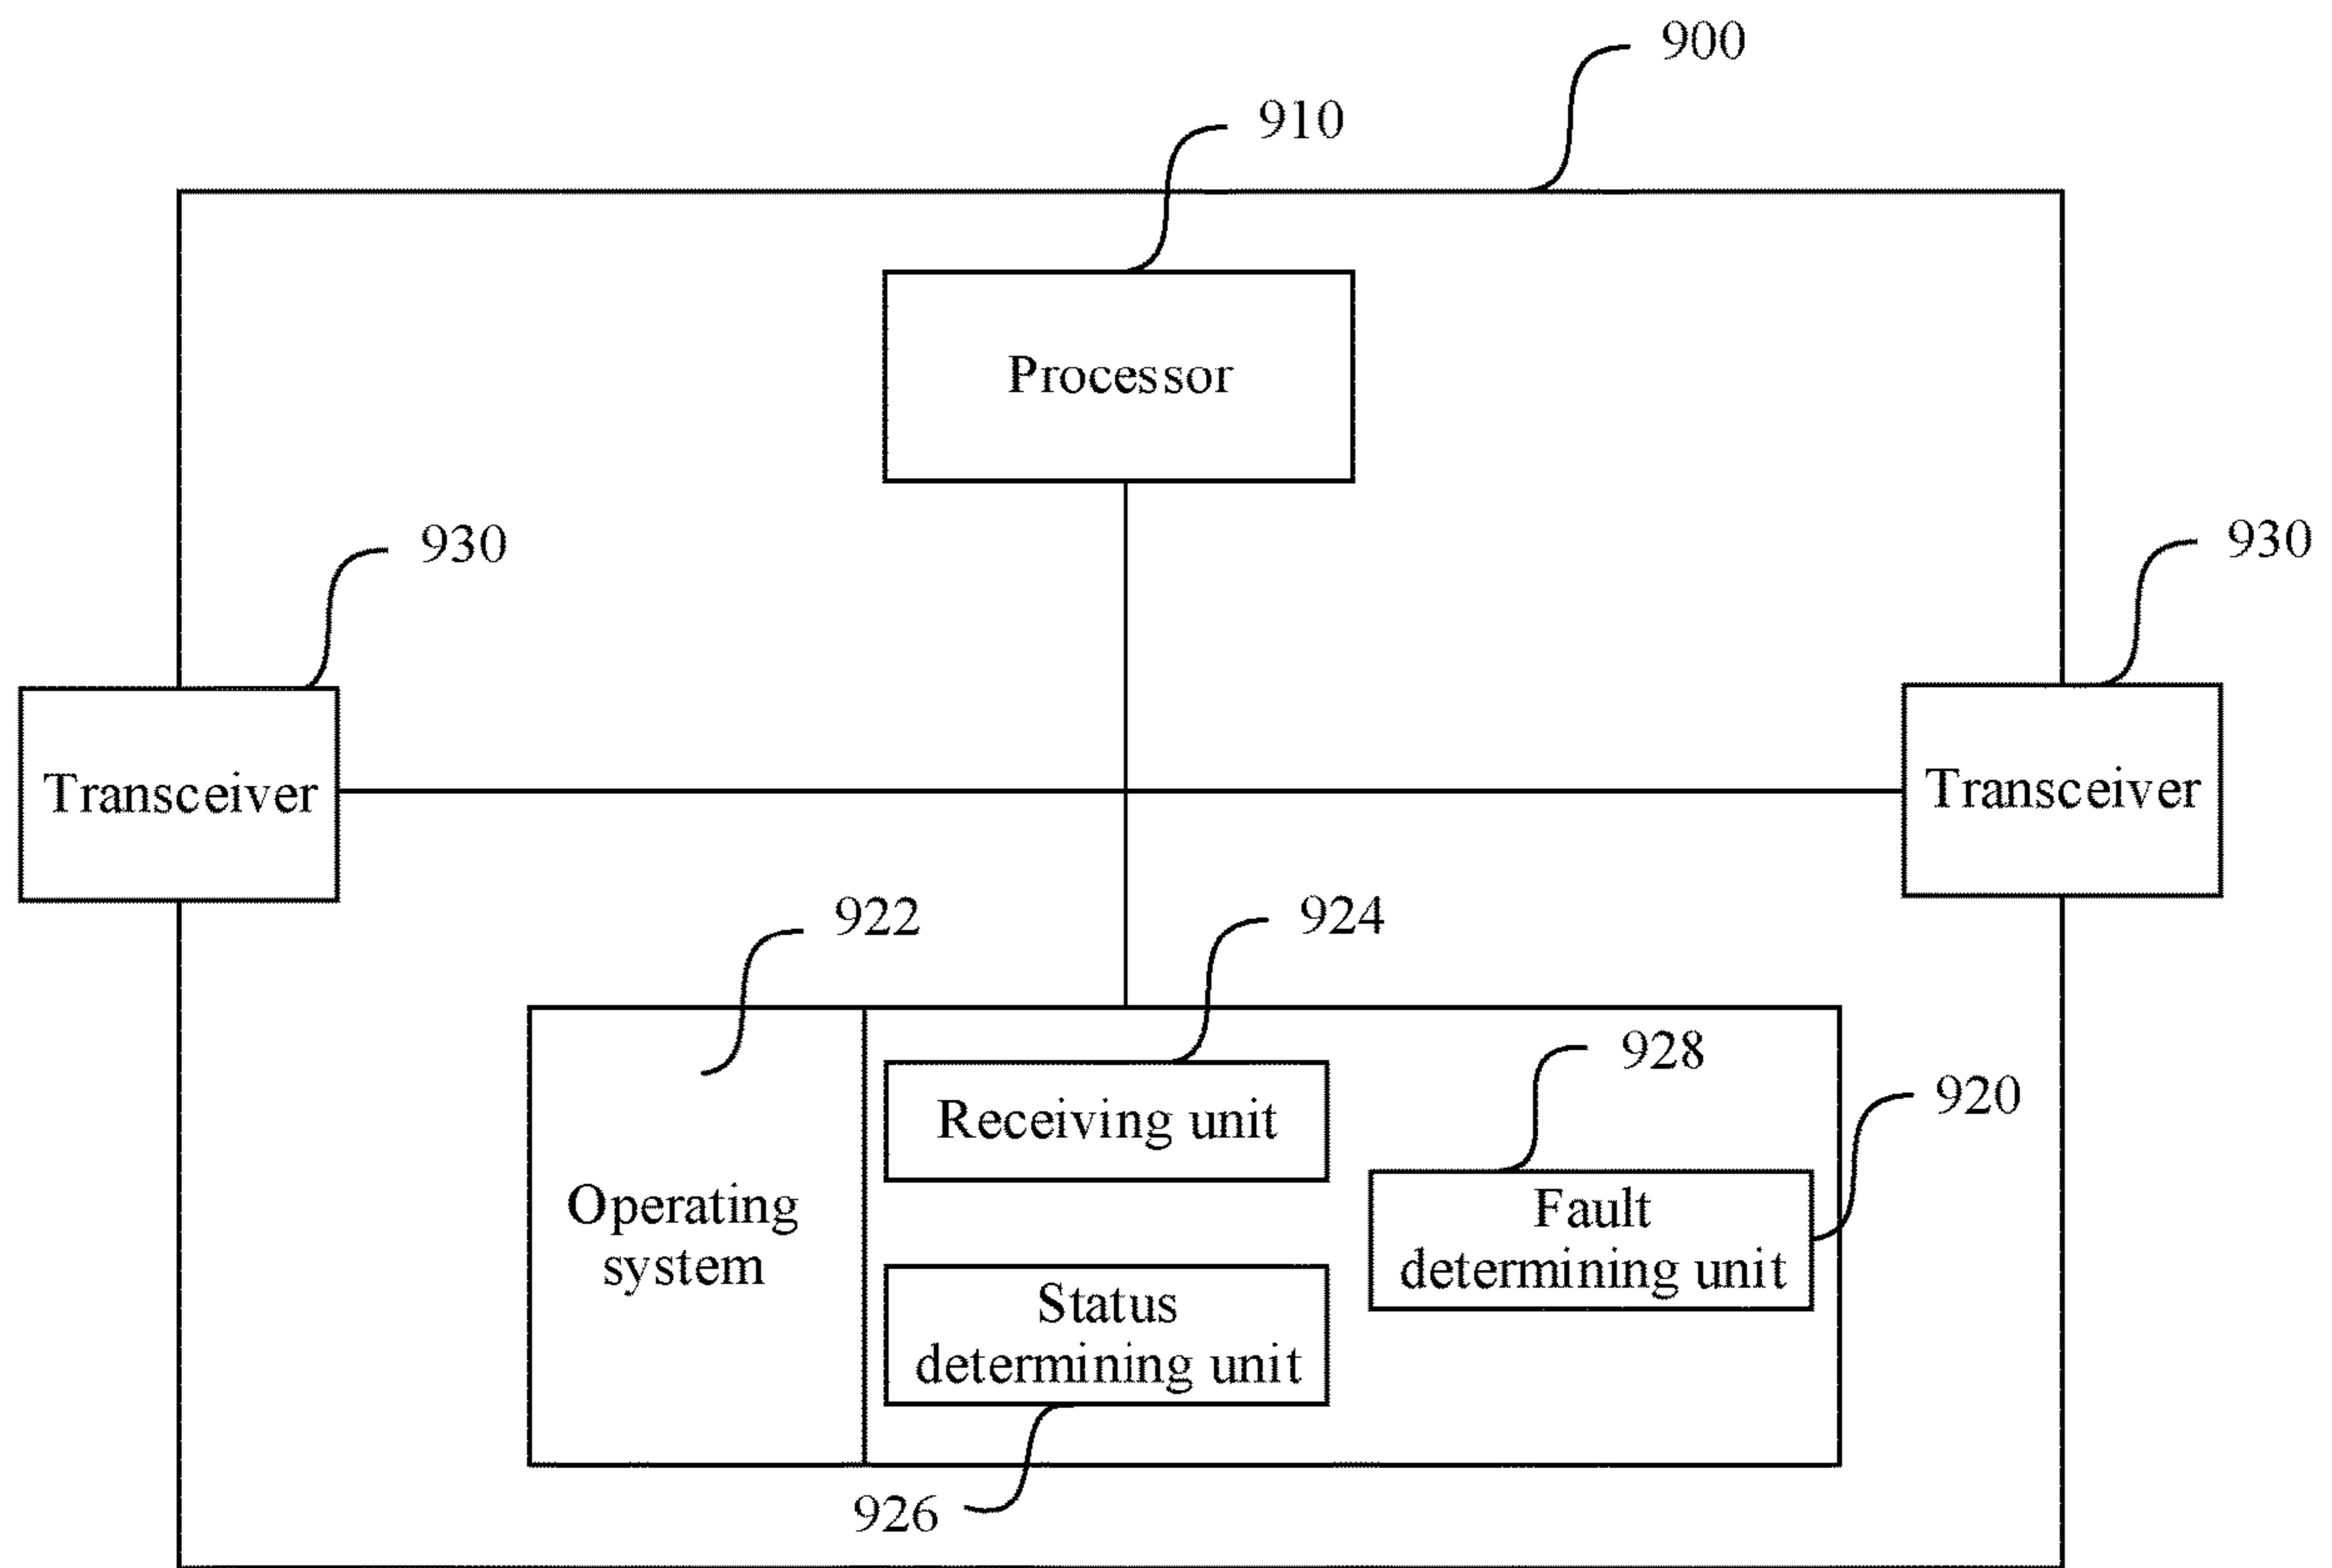 900
910
Processor
930
930
Transceiver
Transceiver
922
924
928
920
Receiving unit
Operating
system
Fault
determining unit
Status
determining unit
926